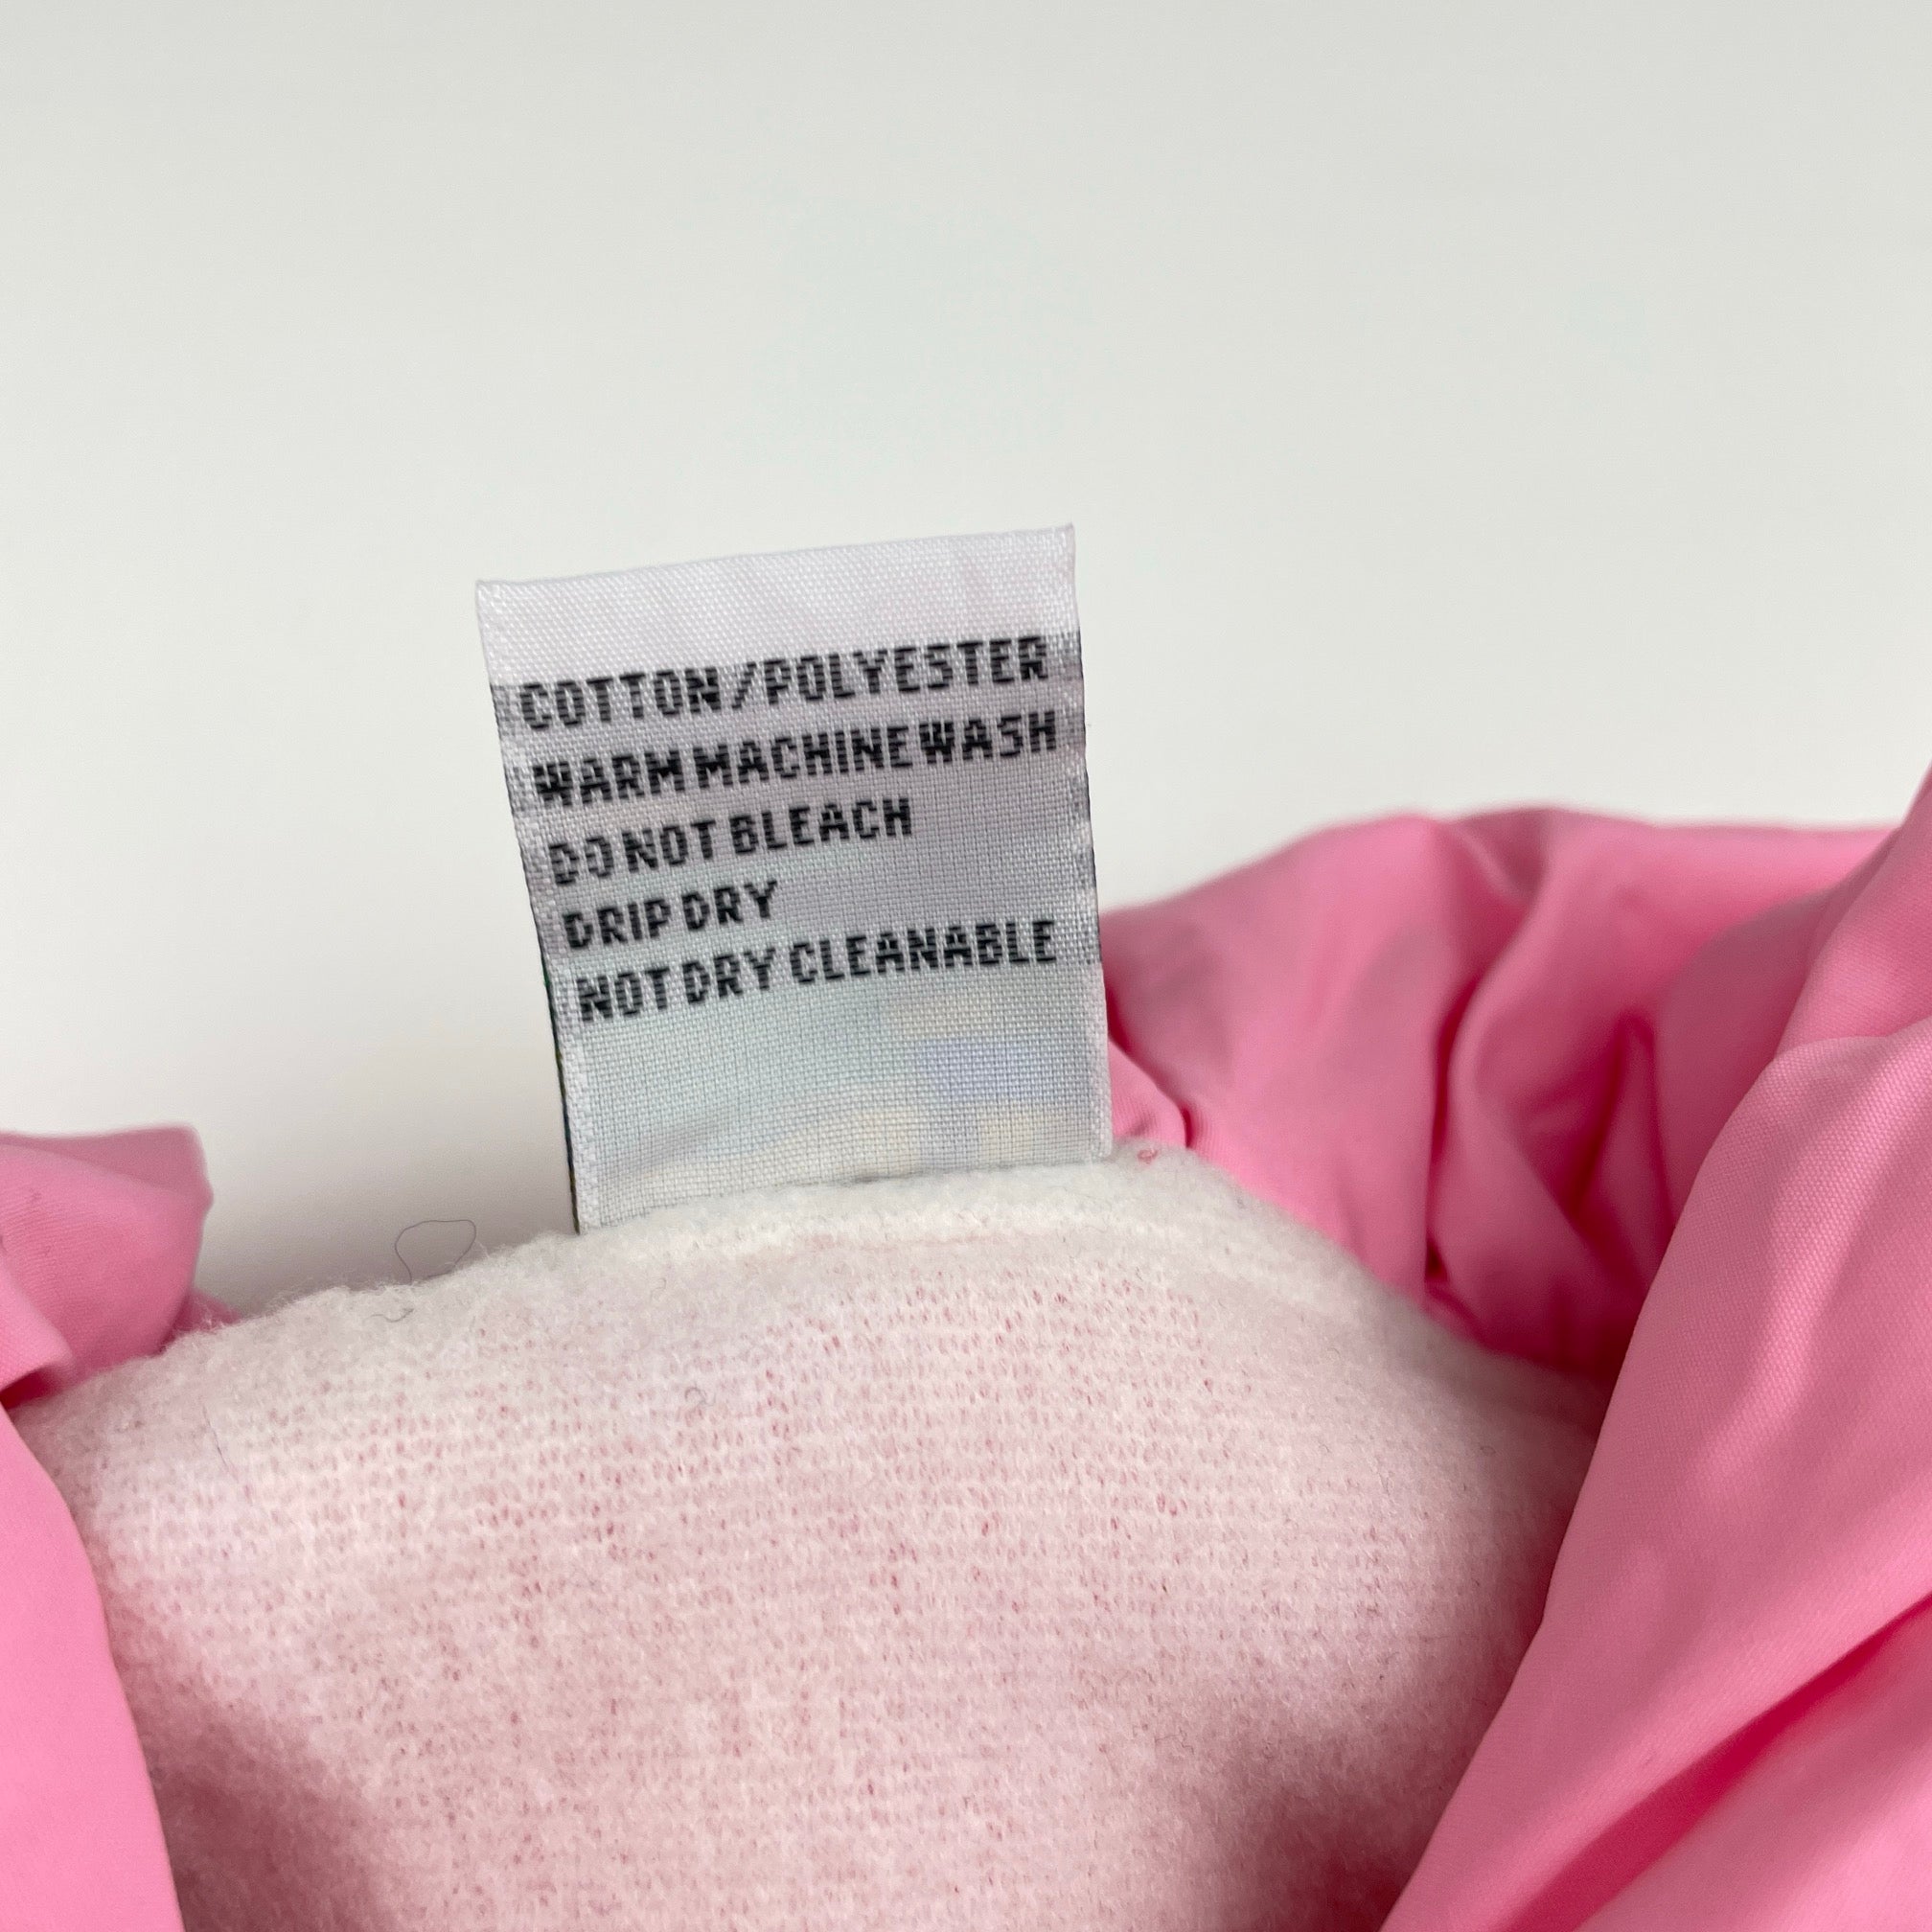 COTTON/POLYESTER
WARM MACHINE WASH
DO NOT BLEACH
DRIP DRY
NOT DRY CLEANABLE